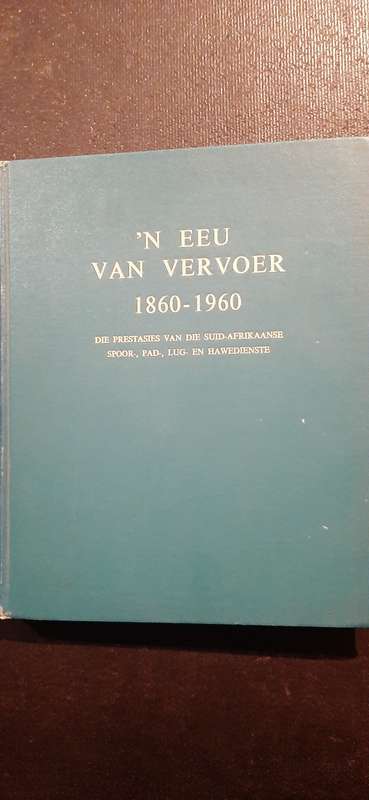 'N EEU
VAN VERVOER
1860-1960
DIE PRESTASIES VAN DIE SUID-AFRIKAANSE
SPOOR-, PAD-, LUG- EN HAWEDIENSTE